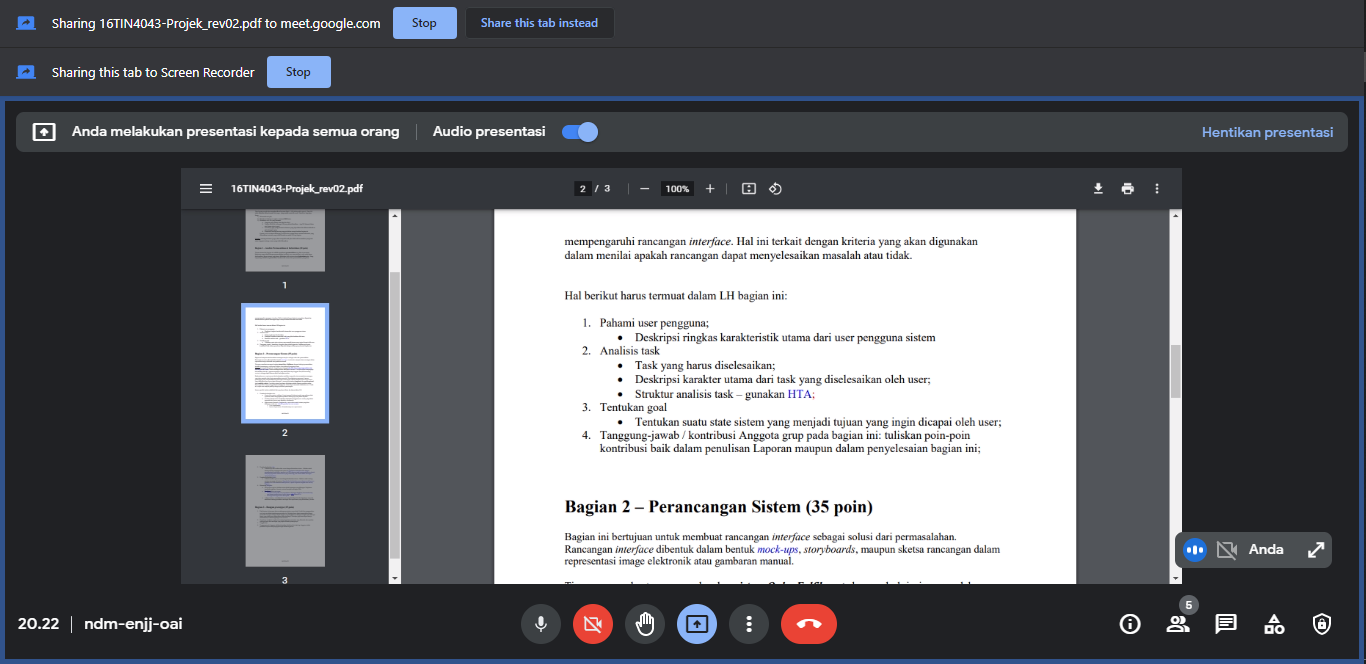 Sharing 16TIN4043-Projek_rev02.pdf to meet.google.com Stop Share this tab instead
Sharing this tab to Screen Recorder Stop
Anda melakukan presentasi kepada semua orang Audio presentasi Hentikan presentasi
16TIN4043-Projek_rev02.pdf 2 / 3 100%
1
2
3
mempengaruhi rancangan interface. Hal ini terkait dengan kriteria yang akan digunakan
dalam menilai apakah rancangan dapat menyelesaikan masalah atau tidak.
Hal berikut harus termuat dalam LH bagian ini:
1. Pahami user pengguna;
• Deskripsi ringkas karakteristik utama dari user pengguna sistem
2. Analisis task
• Task yang harus diselesaikan;
• Deskripsi karakter utama dari task yang diselesaikan oleh user;
• Struktur analisis task – gunakan HTA;
3. Tentukan goal
• Tentukan suatu state sistem yang menjadi tujuan yang ingin dicapai oleh user;
4. Tanggung-jawab / kontribusi Anggota grup pada bagian ini: tuliskan poin-poin
kontribusi baik dalam penulisan Laporan maupun dalam penyelesaian bagian ini;
Bagian 2 – Perancangan Sistem (35 poin)
Bagian ini bertujuan untuk membuat rancangan interface sebagai solusi dari permasalahan.
Rancangan interface dibentuk dalam bentuk mock-ups, storyboards, maupun sketsa rancangan dalam
representasi image elektronik atau gambaran manual.
Anda
20.22 ndm-enjj-oai 5